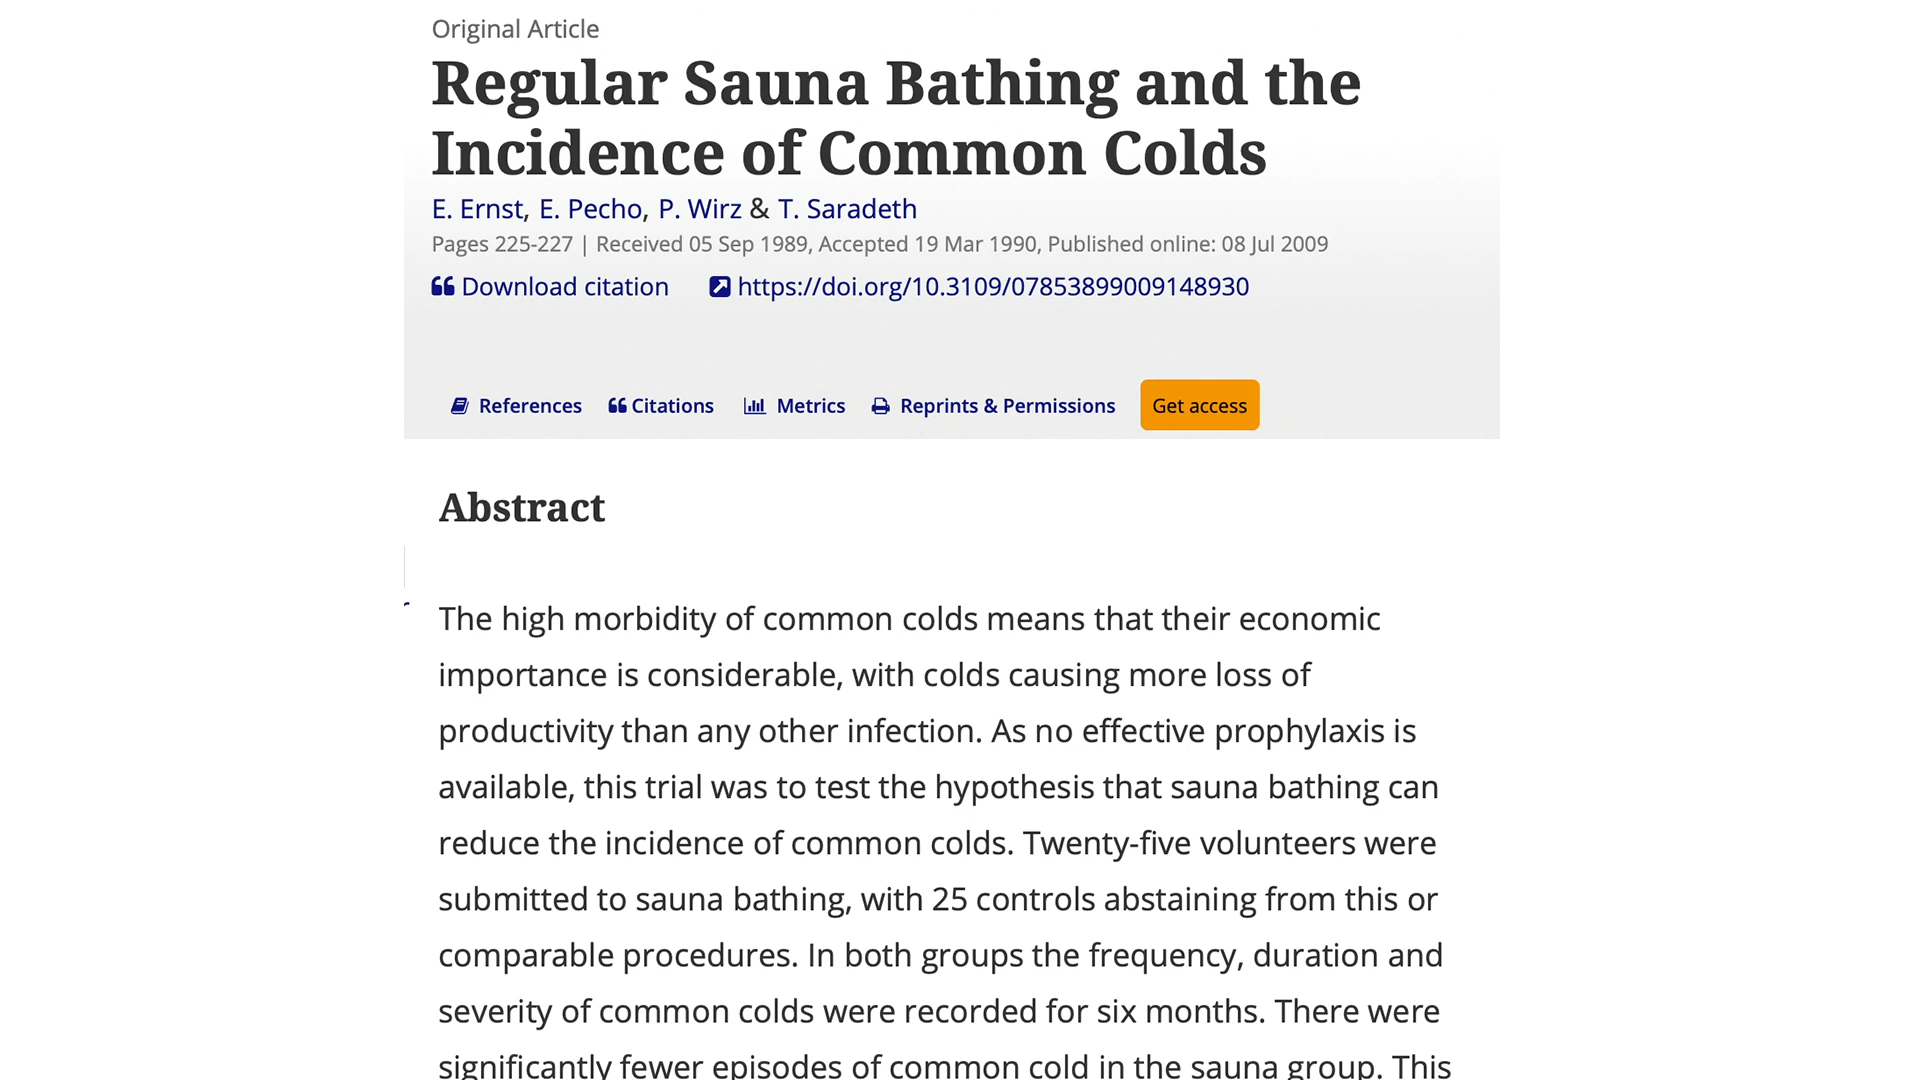 Original Article
Regular Sauna Bathing and the
Incidence of Common Colds
E. Ernst, E. Pecho, P. Wirz & T. Saradeth
Pages 225-227 | Received 05 Sep 1989, Accepted 19 Mar 1990, Published online: 08 Jul 2009
Download citation https://doi.org/10.3109/07853899009148930
References Citations Metrics Reprints & Permissions Get access
Abstract
The high morbidity of common colds means that their economic
importance is considerable, with colds causing more loss of
productivity than any other infection. As no effective prophylaxis is
available, this trial was to test the hypothesis that sauna bathing can
reduce the incidence of common colds. Twenty-five volunteers were
submitted to sauna bathing, with 25 controls abstaining from this or
comparable procedures. In both groups the frequency, duration and
severity of common colds were recorded for six months. There were
significantly fewer episodes of common cold in the sauna group. This